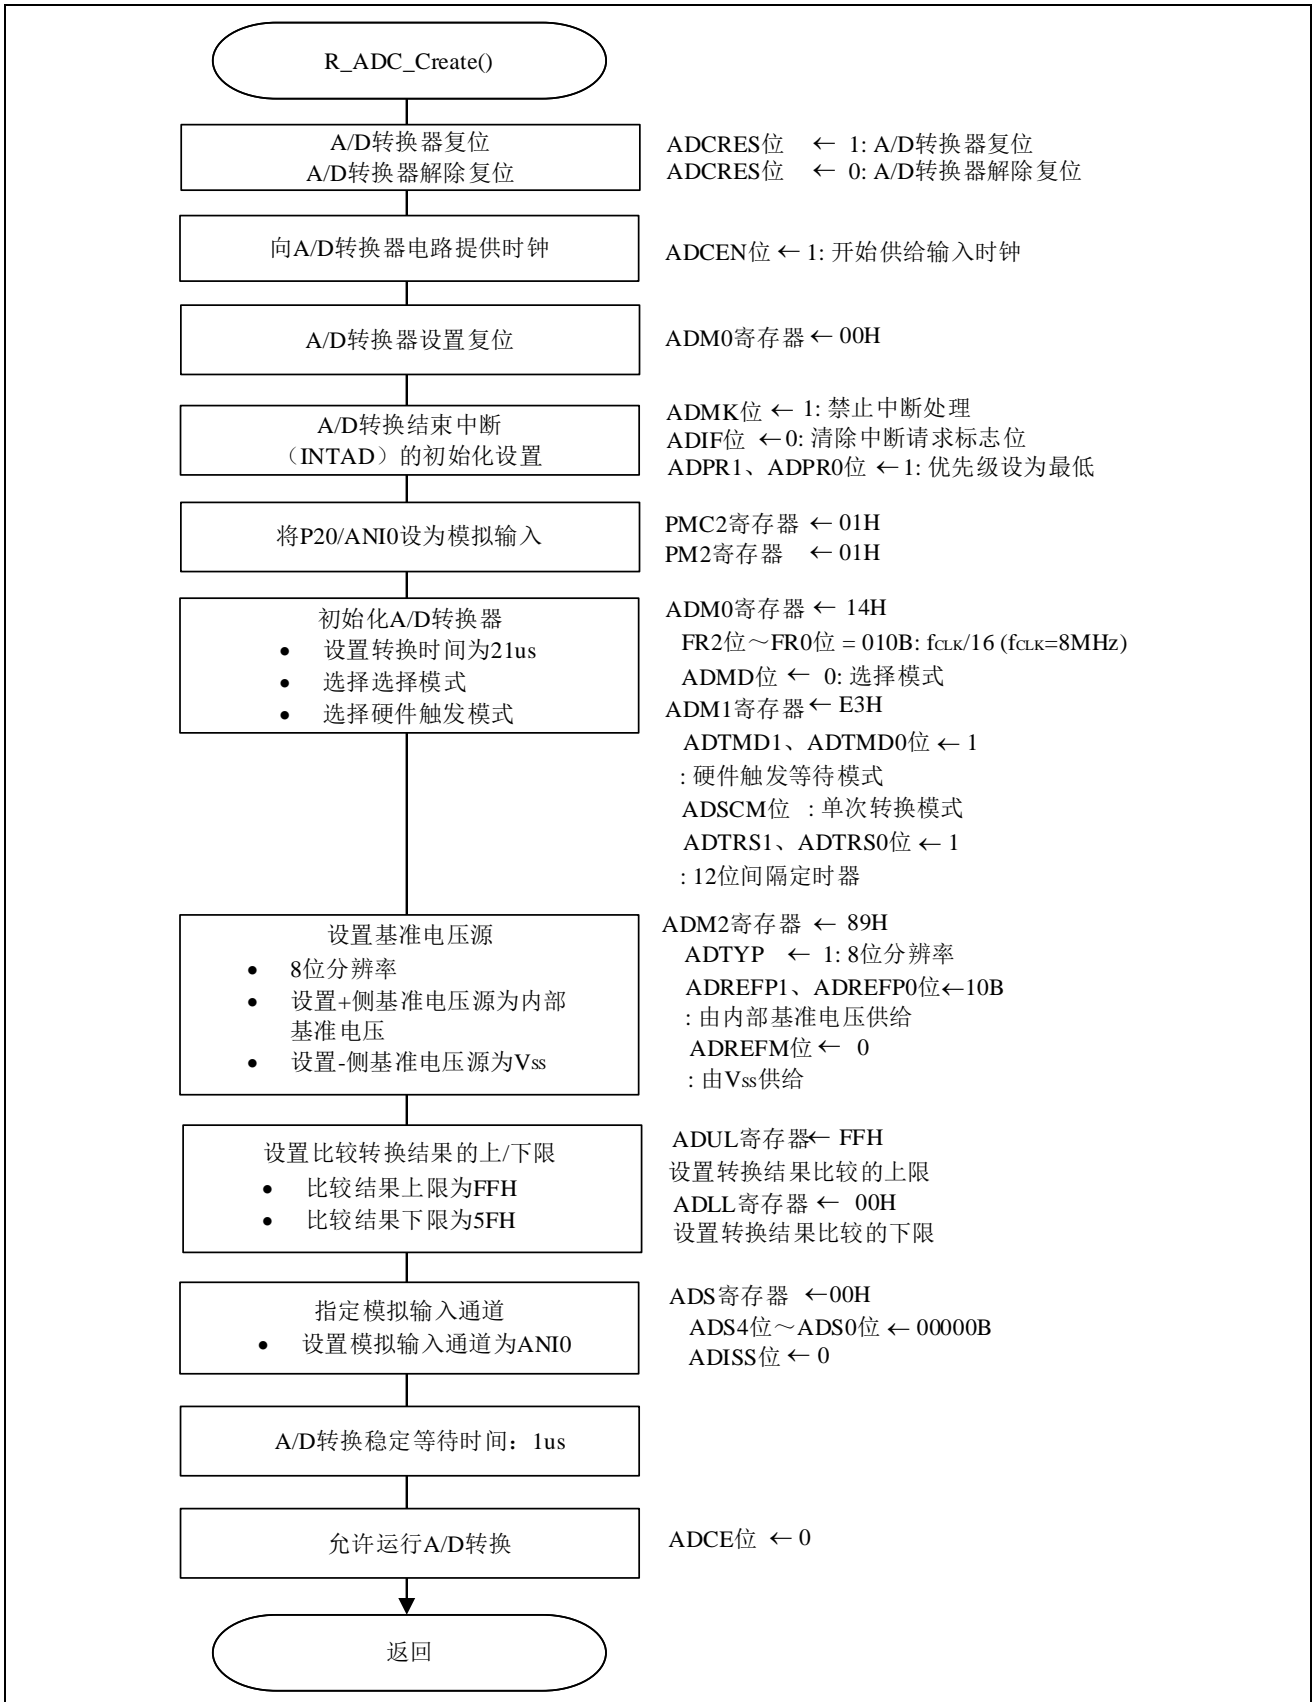 R_ADC_Create()
A/D转换器复位
A/D转换器解除复位
ADCRES位 ← 1: A/D转换器复位
ADCRES位 ← 0: A/D转换器解除复位
向A/D转换器电路提供时钟
ADCEN位 ← 1: 开始供给输入时钟
A/D转换器设置复位
ADM0寄存器 ← 00H
A/D转换结束中断
（INTAD）的初始化设置
ADMK位 ← 1: 禁止中断处理
ADIF位 ← 0: 清除中断请求标志位
ADPR1、ADPR0位 ← 1: 优先级设为最低
将P20/ANI0设为模拟输入
PMC2寄存器 ← 01H
PM2寄存器 ← 01H
初始化A/D转换器
• 设置转换时间为21us
• 选择选择模式
• 选择硬件触发模式
ADM0寄存器 ← 14H
FR2位～FR0位 = 010B: fCLK/16 (fCLK=8MHz)
ADMD位 ← 0: 选择模式
ADM1寄存器 ← E3H
ADTMD1、ADTMD0位 ← 1
: 硬件触发等待模式
ADSCM位 : 单次转换模式
ADTRS1、ADTRS0位 ← 1
: 12位间隔定时器
设置基准电压源
• 8位分辨率
• 设置+侧基准电压源为内部
基准电压
• 设置-侧基准电压源为Vss
ADM2寄存器 ← 89H
ADTYP ← 1: 8位分辨率
ADREFP1、ADREFP0位←10B
: 由内部基准电压供给
ADREFM位 ← 0
: 由Vss供给
设置比较转换结果的上/下限
• 比较结果上限为FFH
• 比较结果下限为5FH
ADUL寄存器← FFH
设置转换结果比较的上限
ADLL寄存器 ← 00H
设置转换结果比较的下限
指定模拟输入通道
• 设置模拟输入通道为ANI0
ADS寄存器 ←00H
ADS4位～ADS0位 ← 00000B
ADISS位 ← 0
A/D转换稳定等待时间：1us
允许运行A/D转换
ADCE位 ← 0
返回